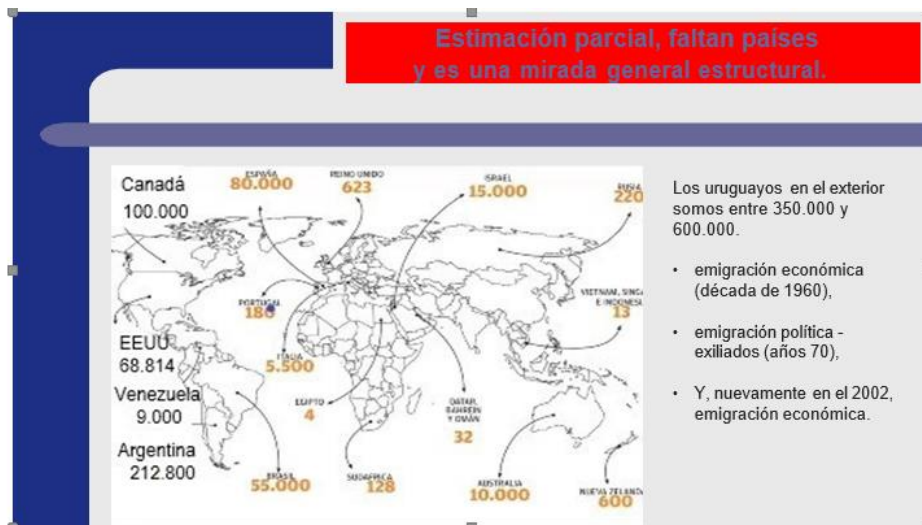 Estimación parcial, faltan países
y es una mirada general estructural.
Canadá
100.000
ESPAÑA
80.000
REINO UNIDO
623
ISRAEL
15.000
RUSIA
220
PORTUGAL
180
VIETNAM, SING
E INDONESI
13
EEUU
68.814
ITALIA
5.500
Venezuela
9.000
EGIPTO
4
QATAR,
BAHREIN
Y OMÁN
32
Argentina
212.800
BRASIL
55.000
SUDAFRICA
128
AUSTRALIA
10.000
NUEVA ZELAND
600
Los uruguayos en el exterior
somos entre 350.000 y
600.000.
• emigración económica
(década de 1960),
• emigración política -
exiliados (años 70),
• Y, nuevamente en el 2002,
emigración económica.